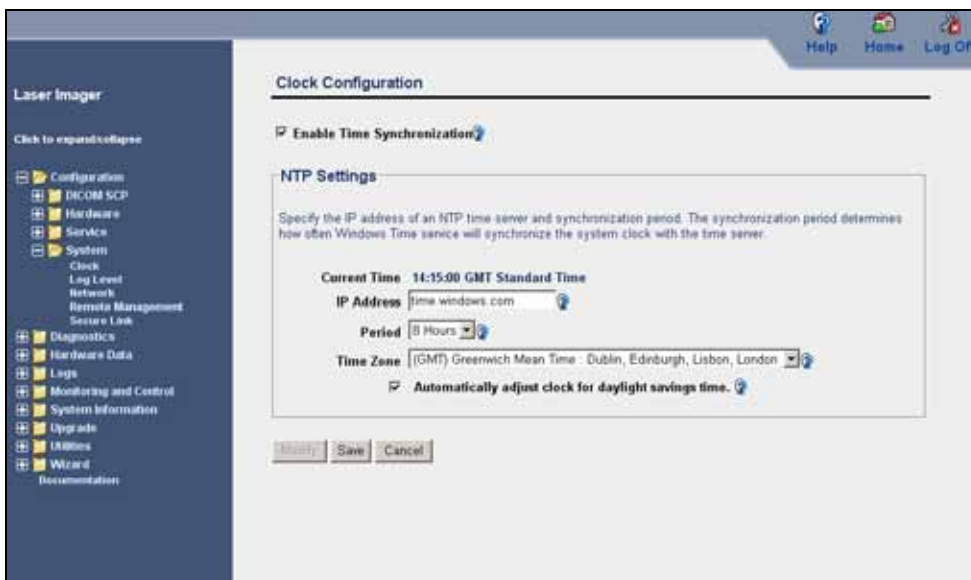 Help Home Log Of
Laser Imager
Click to expand/collapse
Configuration
DICOM SCP
Hardware
Service
System
Clock
Log Level
Network
Remote Management
Secure Link
Diagnostics
Hardware Data
Logs
Monitoring and Control
System Information
Upgrade
Utilities
Wizard
Documentation
Clock Configuration
Enable Time Synchronization
NTP Settings
Specify the IP address of an NTP time server and synchronization period. The synchronization period determines
how often Windows Time service will synchronize the system clock with the time server.
Current Time 14:15:00 GMT Standard Time
IP Address time.windows.com
Period 8 Hours
Time Zone (GMT) Greenwich Mean Time : Dublin, Edinburgh, Lisbon, London
Automatically adjust clock for daylight savings time.
Modify Save Cancel